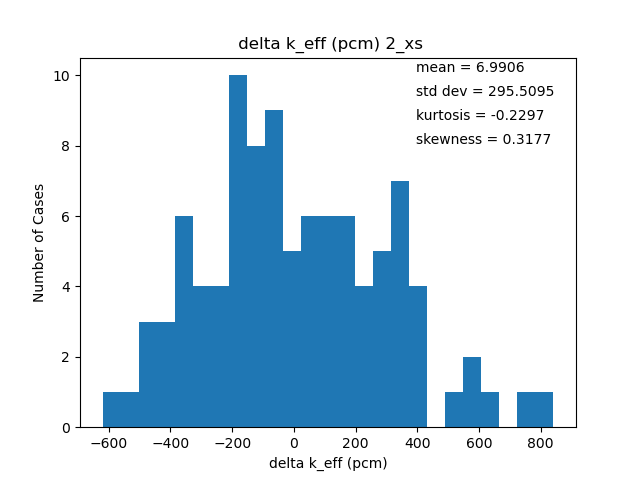 delta k_eff (pcm) 2_xs
mean = 6.9906
std dev = 295.5095
kurtosis = -0.2297
skewness = 0.3177
10
8
6
4
2
0
Number of Cases
−600 −400 −200 0 200 400 600 800
delta k_eff (pcm)